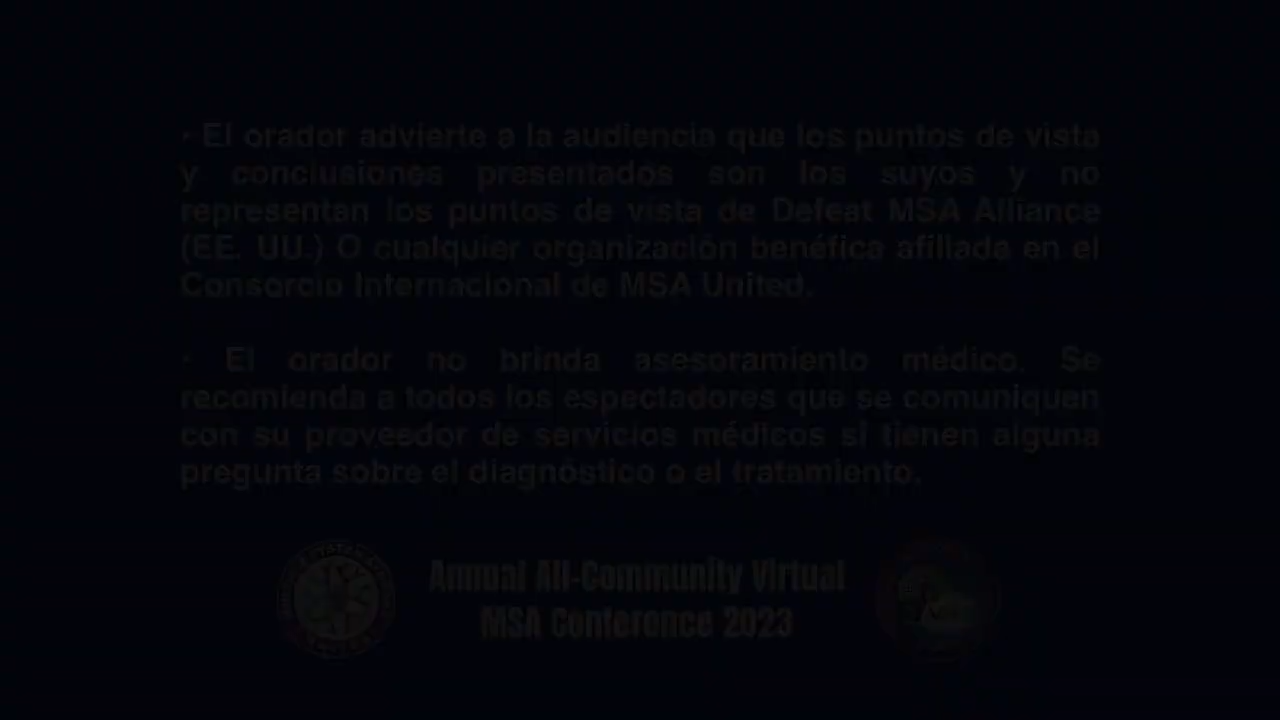 • El orador advierte a la audiencia que los puntos de vista
y conclusiones presentados son los suyos y no
representan los puntos de vista de Defeat MSA Alliance
(EE. UU.) O cualquier organización benéfica afiliada en el
Consorcio Internacional de MSA United.
• El orador no brinda asesoramiento médico. Se
recomienda a todos los espectadores que se comuniquen
con su proveedor de servicios médicos si tienen alguna
pregunta sobre el diagnóstico o el tratamiento.
Annual All-Community Virtual
MSA Conference 2023